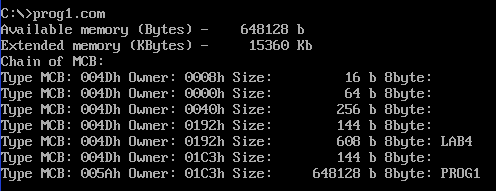 C:\>prog1.com
Available memory (Bytes) - 648128 b
Extended memory (KBytes) - 15360 Kb
Chain of MCB:
Type MCB: 004Dh Owner: 0008h Size: 16 b 8byte:
Type MCB: 004Dh Owner: 0000h Size: 64 b 8byte:
Type MCB: 004Dh Owner: 0040h Size: 256 b 8byte:
Type MCB: 004Dh Owner: 0192h Size: 144 b 8byte:
Type MCB: 004Dh Owner: 0192h Size: 608 b 8byte: LAB4
Type MCB: 004Dh Owner: 01C3h Size: 144 b 8byte:
Type MCB: 005Ah Owner: 01C3h Size: 648128 b 8byte: PROG1